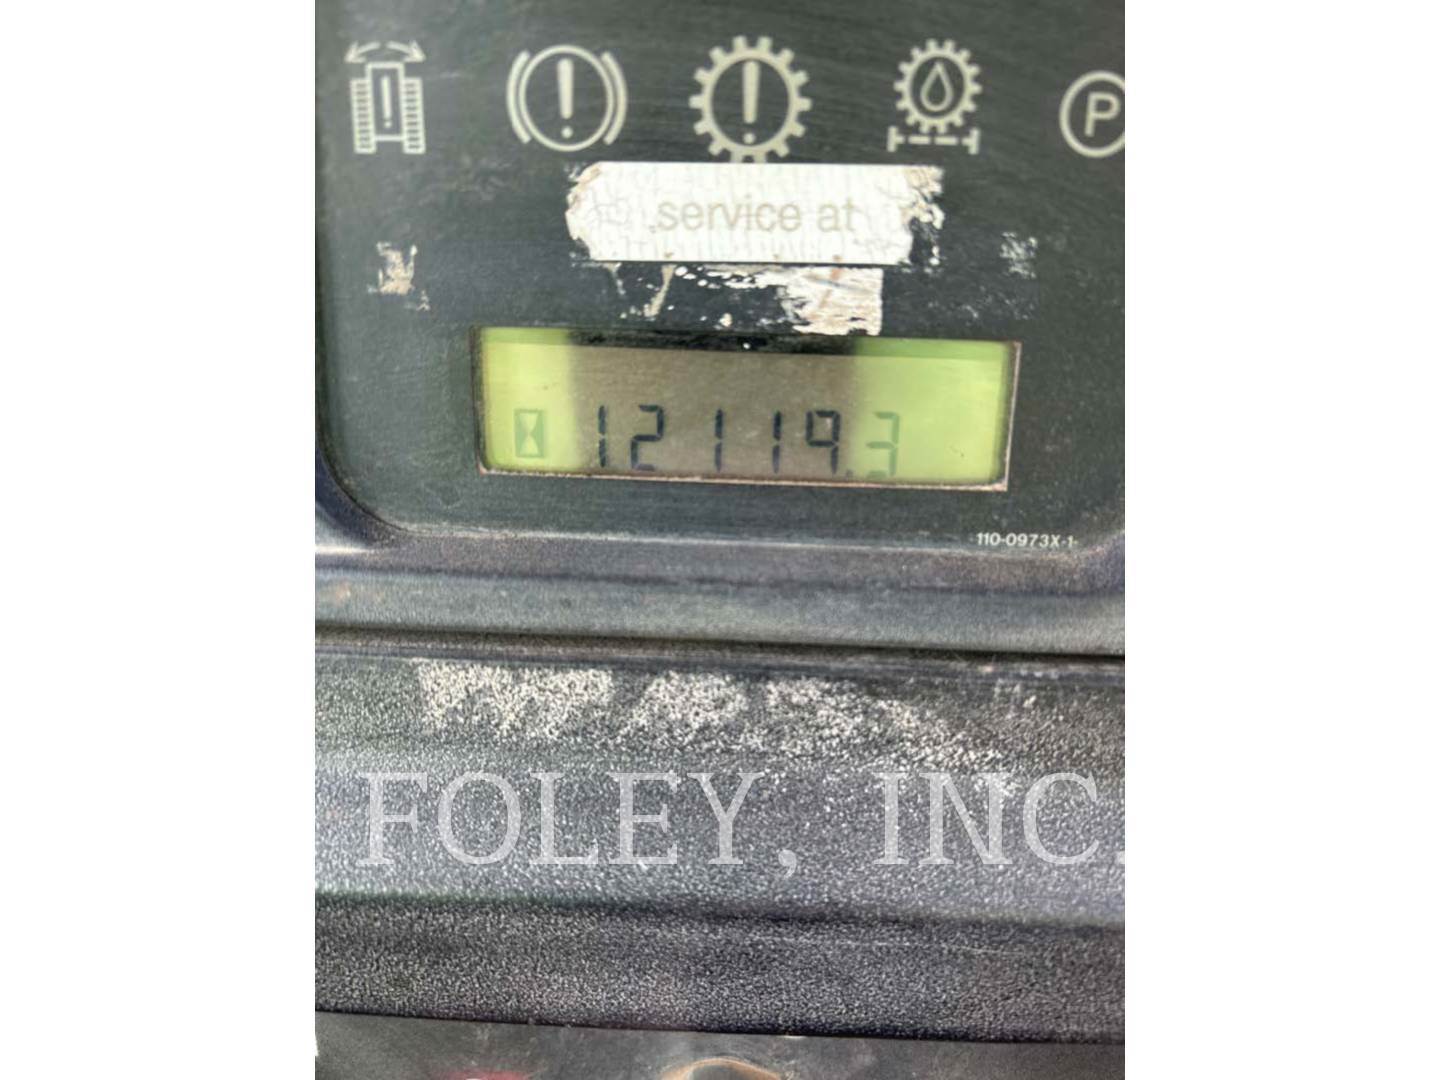 P
service at
12119.3
110-0973X-1
FOLEY, INC.